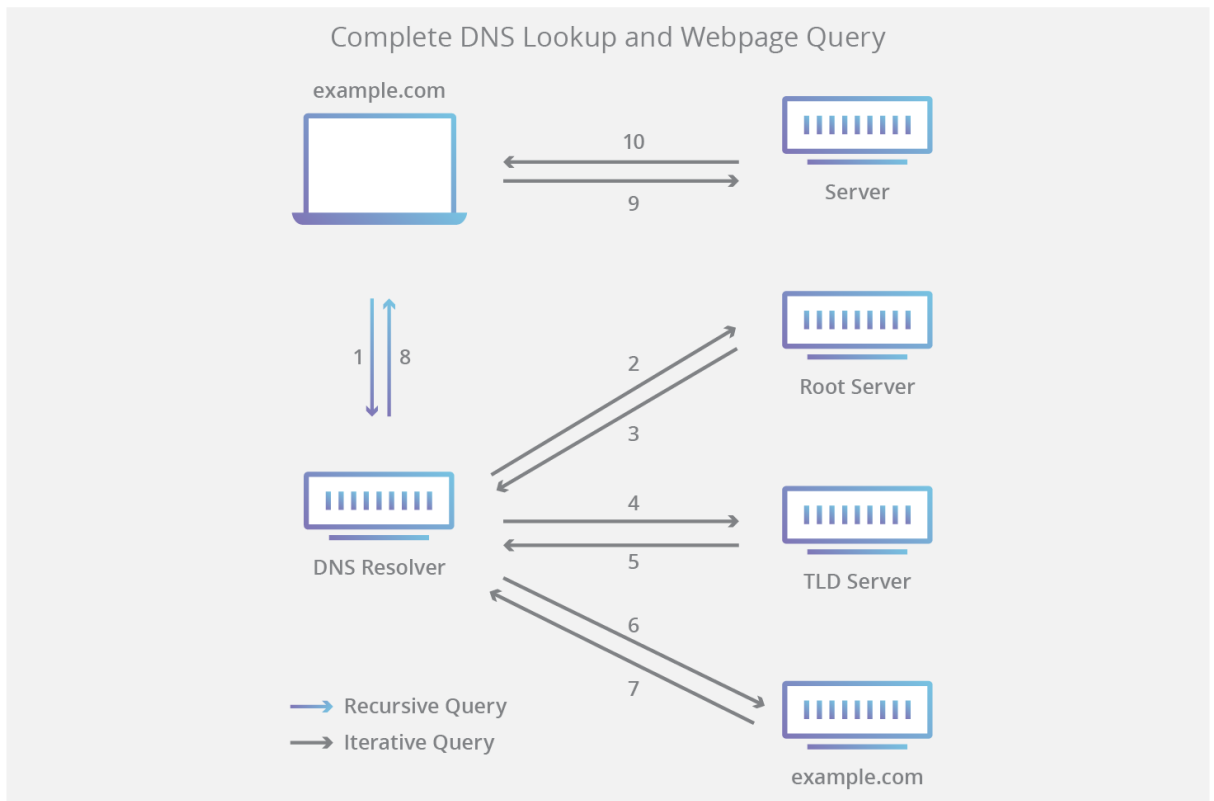 Complete DNS Lookup and Webpage Query
example.com
10
9
Server
1
8
2
3
Root Server
4
5
DNS Resolver
TLD Server
6
7
Recursive Query
Iterative Query
example.com